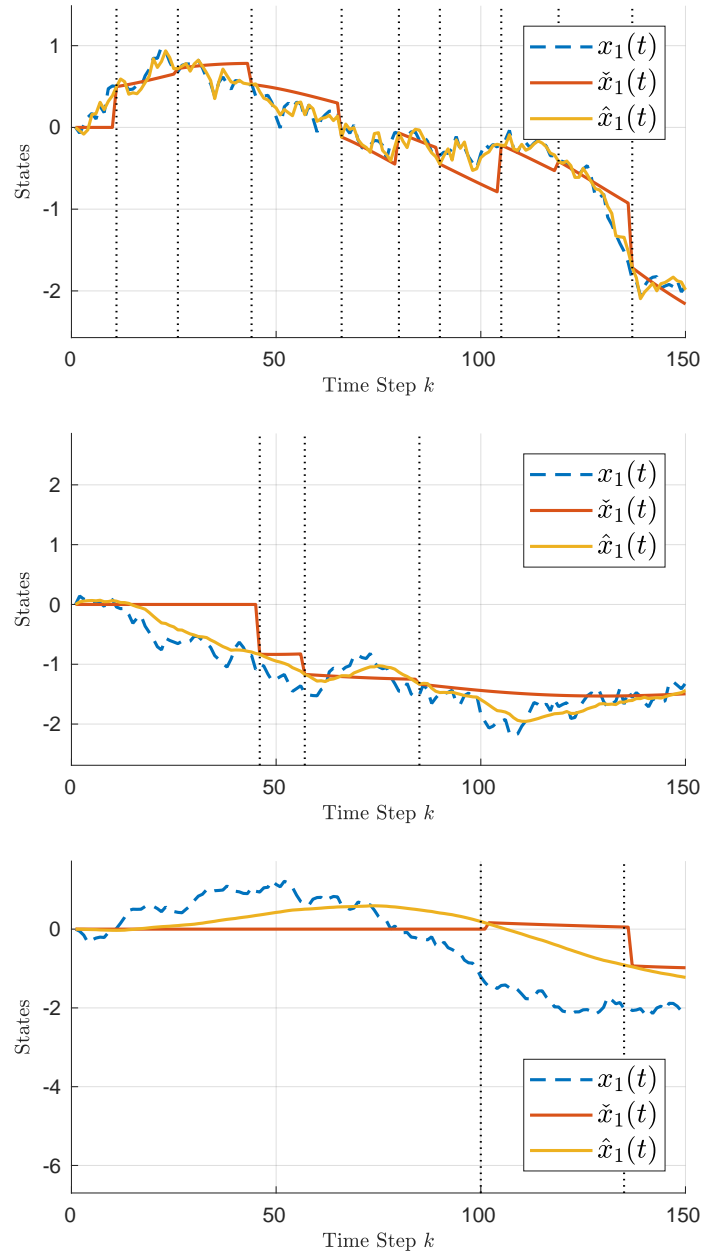 1
0
-1
-2
States
0
50
100
150
Time Step k
x₁(t)
x̌₁(t)
x̂₁(t)
2
1
0
-1
-2
States
0
50
100
150
Time Step k
x₁(t)
x̌₁(t)
x̂₁(t)
0
-2
-4
-6
States
0
50
100
150
Time Step k
x₁(t)
x̌₁(t)
x̂₁(t)